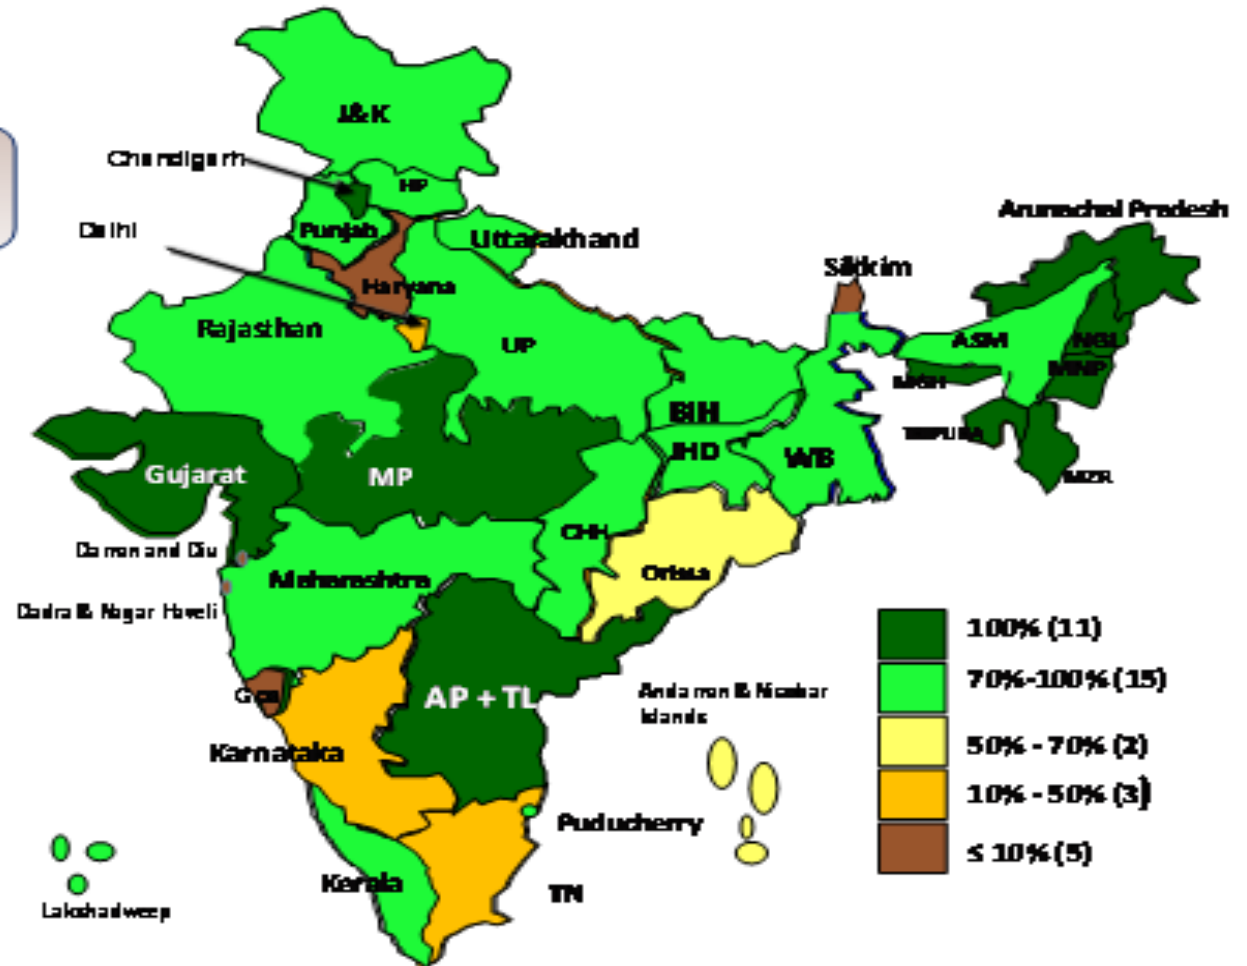 J&K
Chandigarh
HP
Arunachal Pradesh
Delhi
Punjab
Uttarakhand
Sikkim
Haryana
Rajasthan
UP
ASM
NGL
MNP
MGH
BIH
TRIPURA
JHD
WB
Gujarat
MP
MZR
CHH
Daman and Diu
Orissa
Maharashtra
Dadra & Nagar Haveli
100% (11)
70%-100% (15)
Goa
AP + TL
Andaman & Nicobar
Islands
50% - 70% (2)
Karnataka
10% - 50% (3)
Puducherry
≤ 10% (5)
Kerala
TN
Lakshadweep